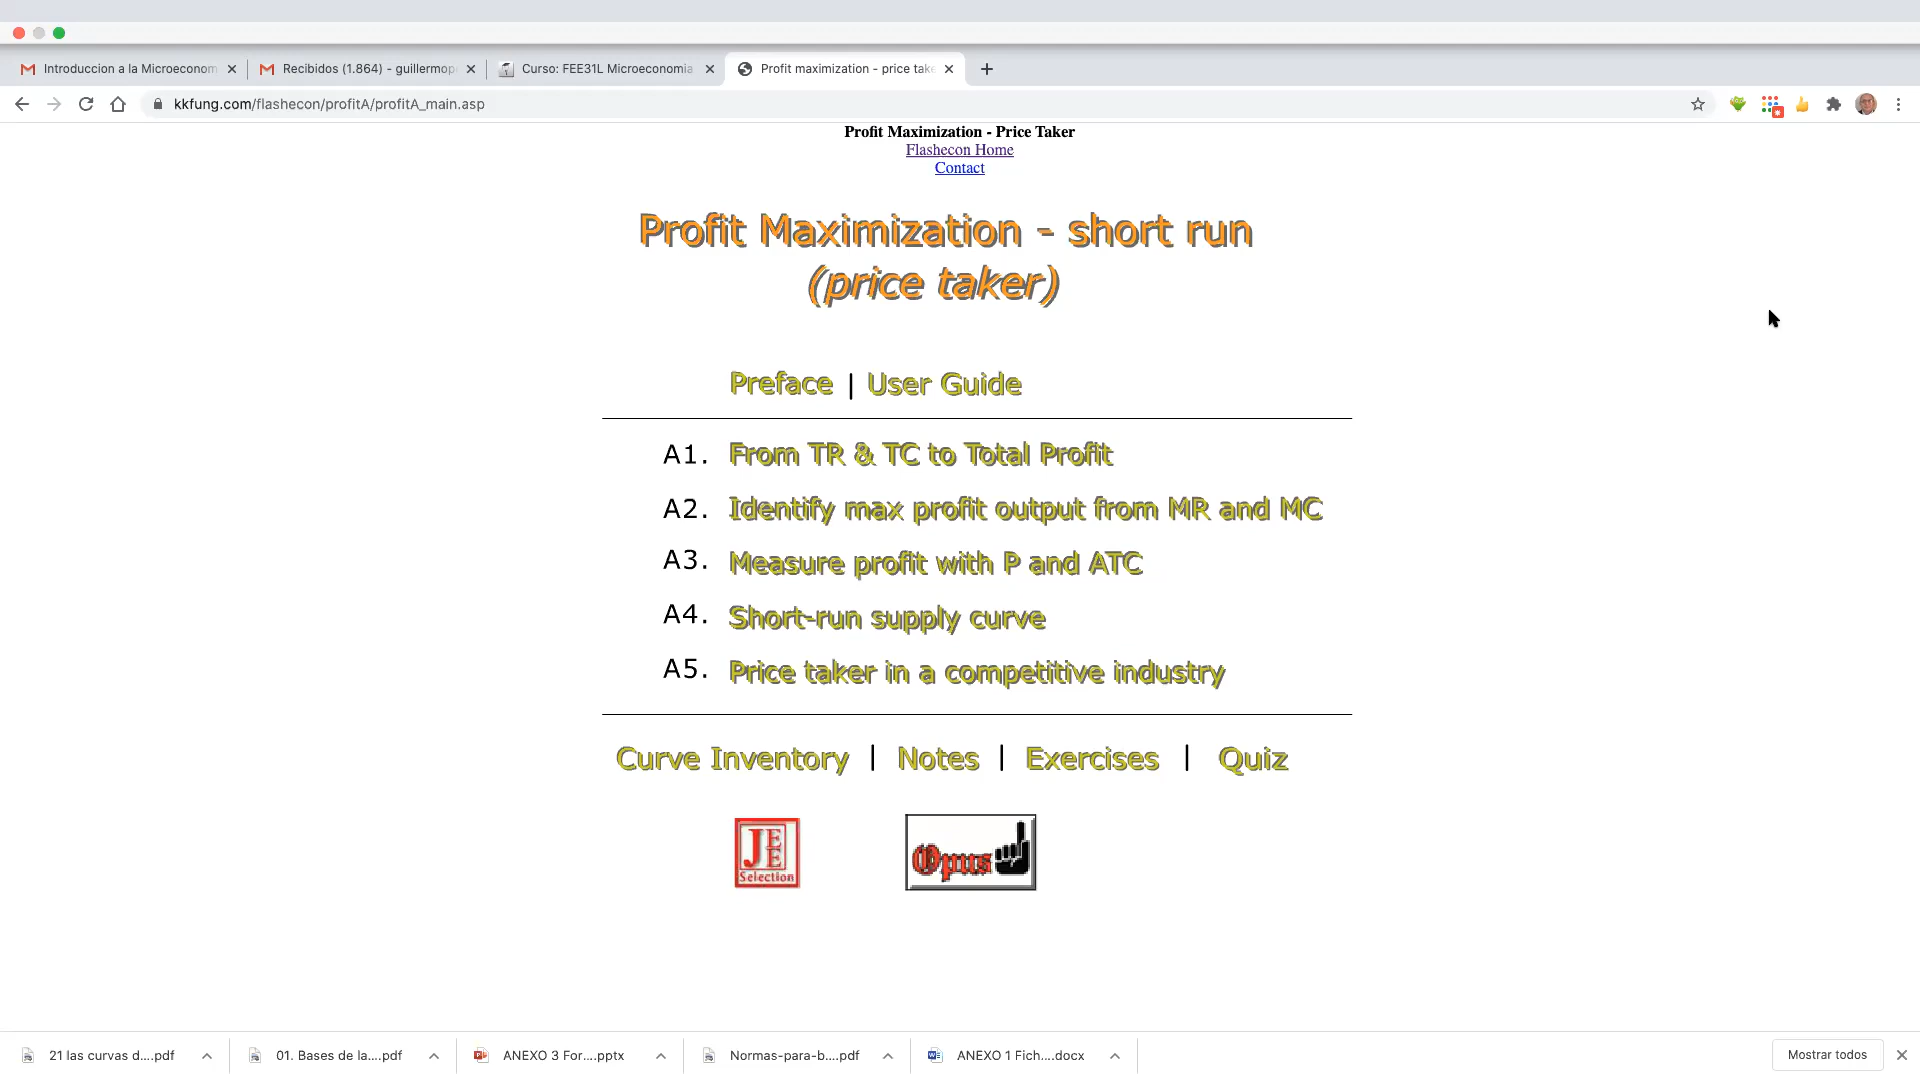 Introduccion a la Microeconom
Recibidos (1.864) - guillermop
Curso: FEE31L Microeconomia
Profit maximization - price take
kkfung.com/flashecon/profitA/profitA_main.asp
Profit Maximization - Price Taker
Flashecon Home
Contact
Profit Maximization - short run
(price taker)
Preface | User Guide
A1. From TR & TC to Total Profit
A2. Identify max profit output from MR and MC
A3. Measure profit with P and ATC
A4. Short-run supply curve
A5. Price taker in a competitive industry
Curve Inventory | Notes | Exercises | Quiz
JEE
Selection
Opus
21 las curvas d....pdf
01. Bases de la....pdf
ANEXO 3 For....pptx
Normas-para-b....pdf
ANEXO 1 Fich....docx
Mostrar todos